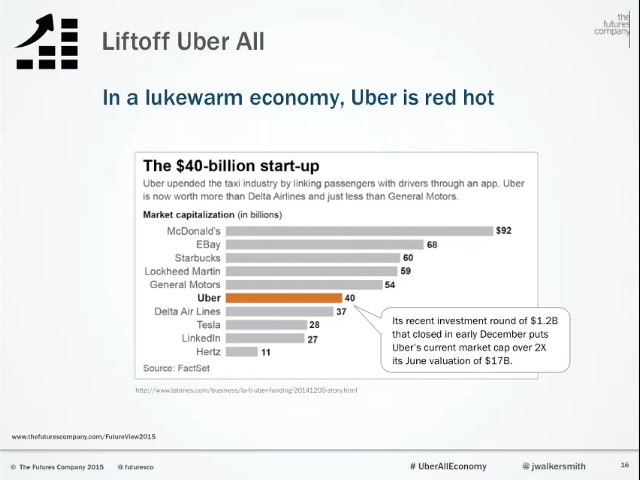 Liftoff Uber All
the
futures
company
In a lukewarm economy, Uber is red hot
The $40-billion start-up
Uber upended the taxi industry by linking passengers with drivers through an app. Uber
is now worth more than Delta Airlines and just less than General Motors.
Market capitalization (in billions)
McDonald's $92
EBay 68
Starbucks 60
Lockheed Martin 59
General Motors 54
Uber 40
Delta Air Lines 37
Tesla 28
LinkedIn 27
Hertz 11
Its recent investment round of $1.2B
that closed in early December puts
Uber's current market cap over 2X
its June valuation of $17B.
Source: FactSet
http://www.latimes.com/business/la-fi-uber-funding-20141205-story.html
www.thefuturescompany.com/FutureView2015
© The Futures Company 2015 @futuresco # UberAllEconomy @jwalkersmith 16